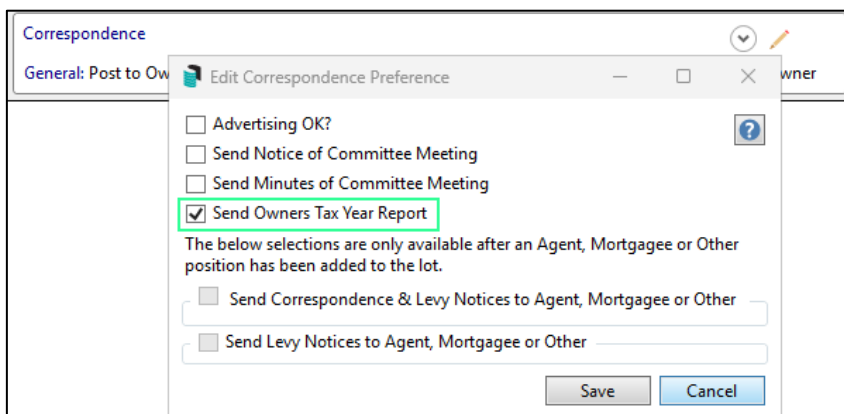 Correspondence
General: Post to Ow
wner
Edit Correspondence Preference
Advertising OK?
Send Notice of Committee Meeting
Send Minutes of Committee Meeting
Send Owners Tax Year Report
The below selections are only available after an Agent, Mortgagee or Other
position has been added to the lot.
Send Correspondence & Levy Notices to Agent, Mortgagee or Other
Send Levy Notices to Agent, Mortgagee or Other
Save Cancel